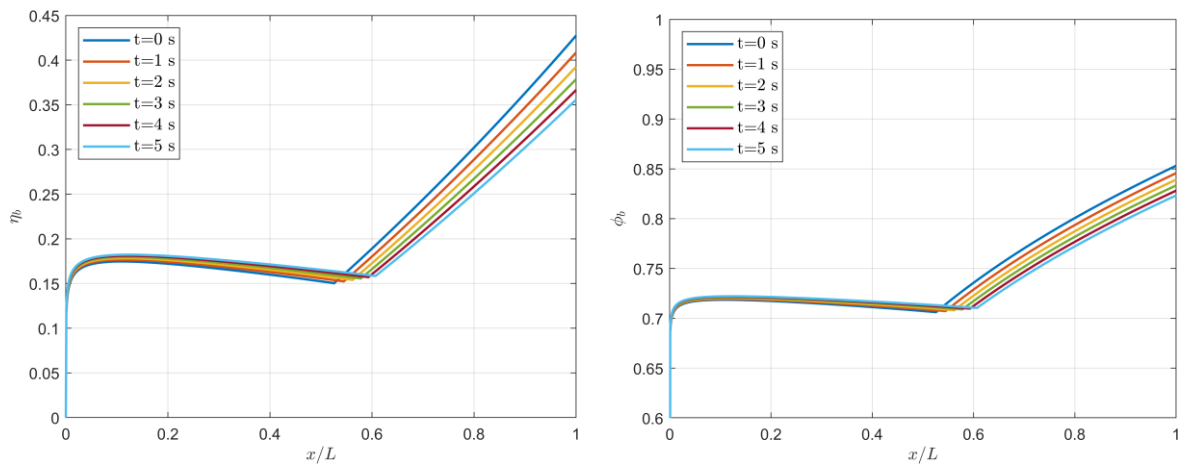 0.45
0.4
0.35
0.3
0.25
0.2
0.15
0.1
0.05
0
η_b
t=0 s
t=1 s
t=2 s
t=3 s
t=4 s
t=5 s
0 0.2 0.4 0.6 0.8 1
x/L
1
0.95
0.9
0.85
0.8
0.75
0.7
0.65
0.6
ϕ_b
t=0 s
t=1 s
t=2 s
t=3 s
t=4 s
t=5 s
0 0.2 0.4 0.6 0.8 1
x/L